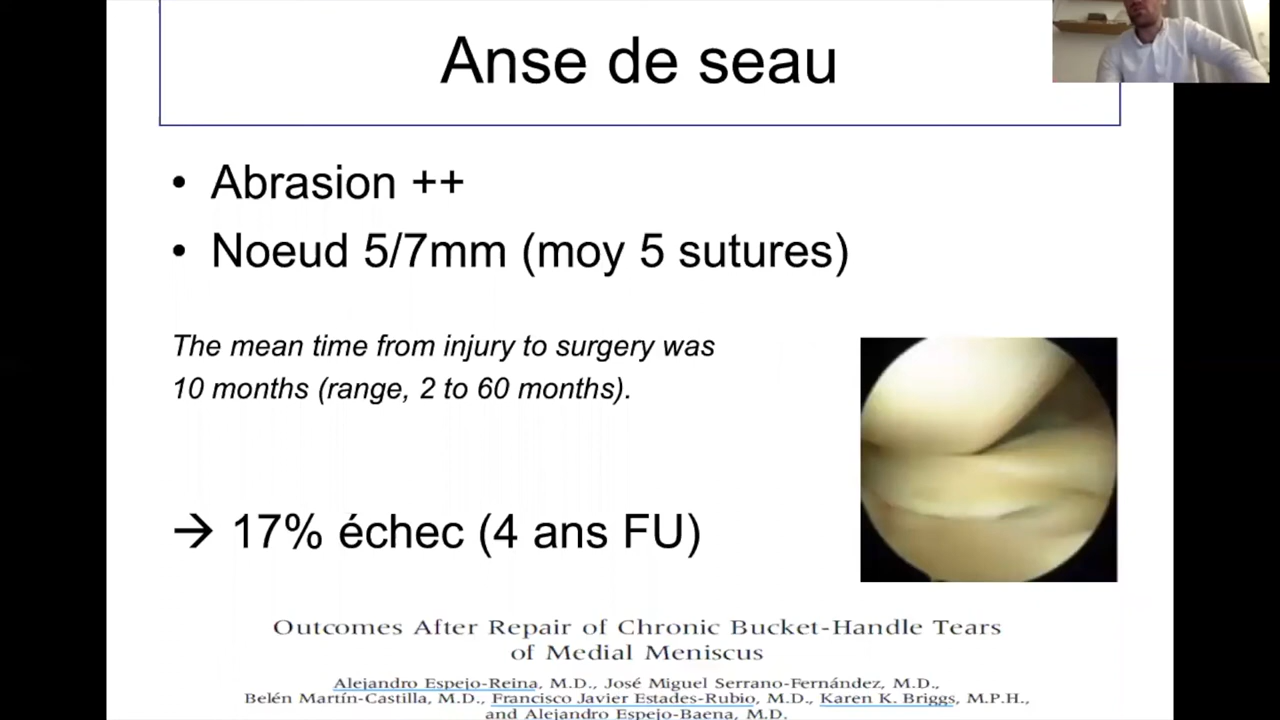 Anse de seau
• Abrasion ++
• Noeud 5/7mm (moy 5 sutures)
The mean time from injury to surgery was
10 months (range, 2 to 60 months).
→ 17% échec (4 ans FU)
Outcomes After Repair of Chronic Bucket-Handle Tears
of Medial Meniscus
Alejandro Espejo-Reina, M.D., José Miguel Serrano-Fernández, M.D.,
Belén Martín-Castilla, M.D., Francisco Javier Estades-Rubio, M.D., Karen K. Briggs, M.P.H.,
and Alejandro Espejo-Baena, M.D.